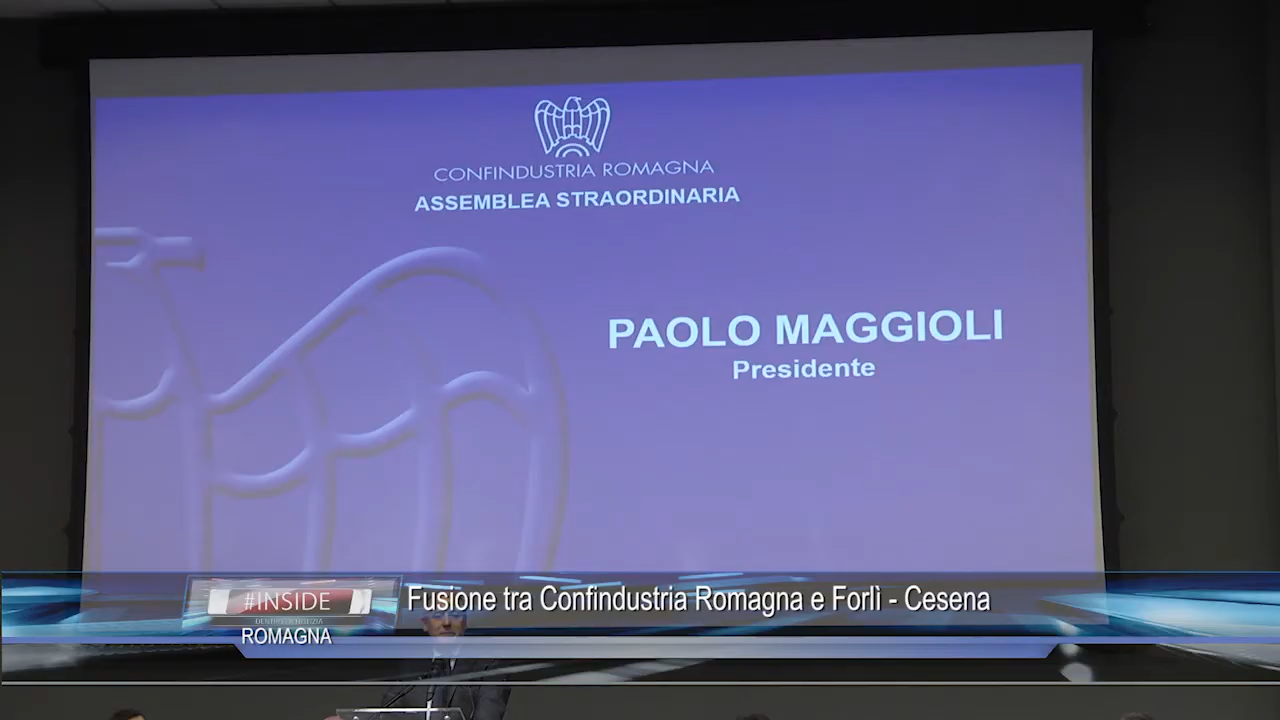 CONFINDUSTRIA ROMAGNA
ASSEMBLEA STRAORDINARIA
PAOLO MAGGIOLI
Presidente
#INSIDE
ROMAGNA
Fusione tra Confindustria Romagna e Forlì - Cesena